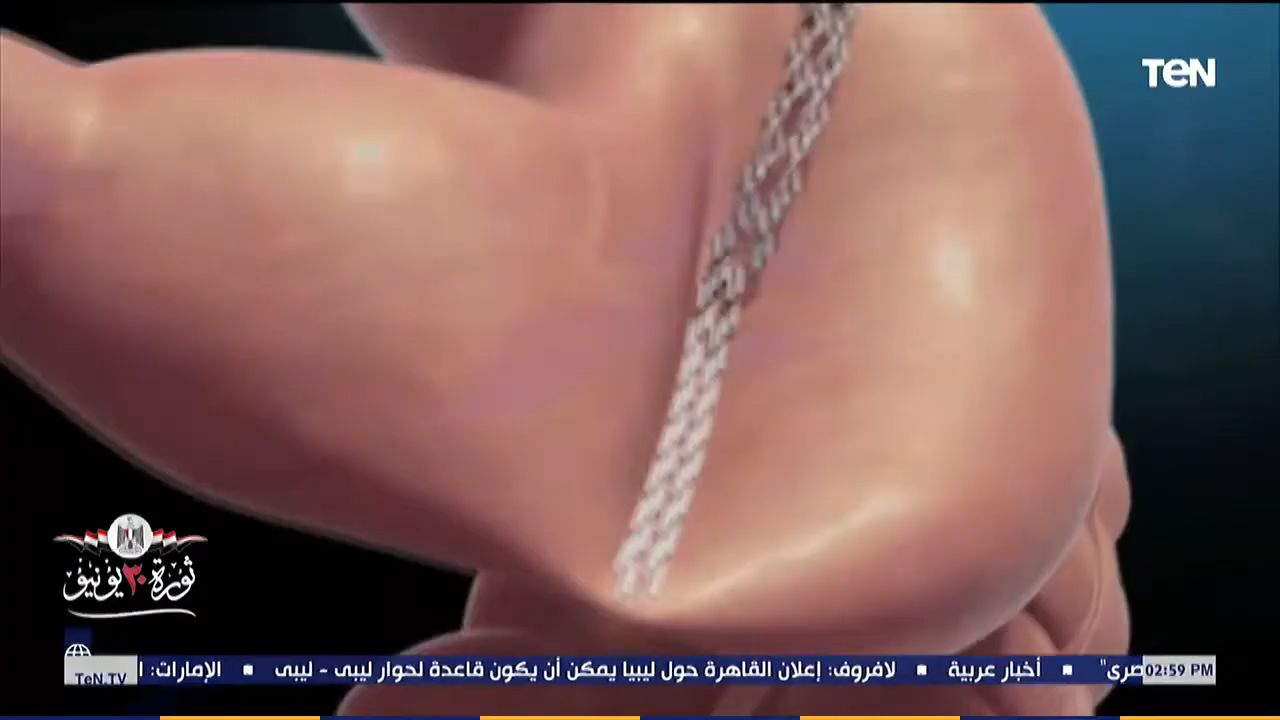 TeN
ثورة ٣٠ يونيو
صرى" ■ أخبار عربية ■ لافروف: إعلان القاهرة حول ليبيا يمكن أن يكون قاعدة لحوار ليبى - ليبى ■ الإمارات: ا
02:59 PM
TeN.TV